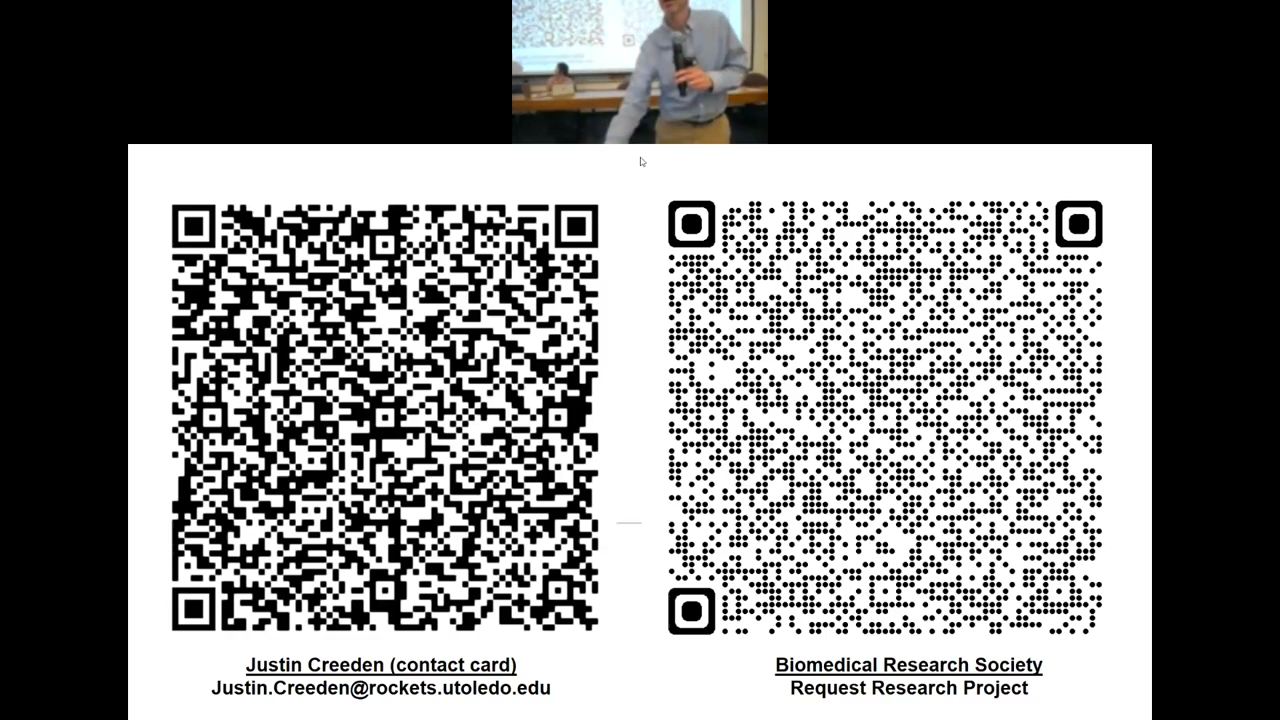 Justin Creeden (contact card)
Justin.Creeden@rockets.utoledo.edu
Biomedical Research Society
Request Research Project